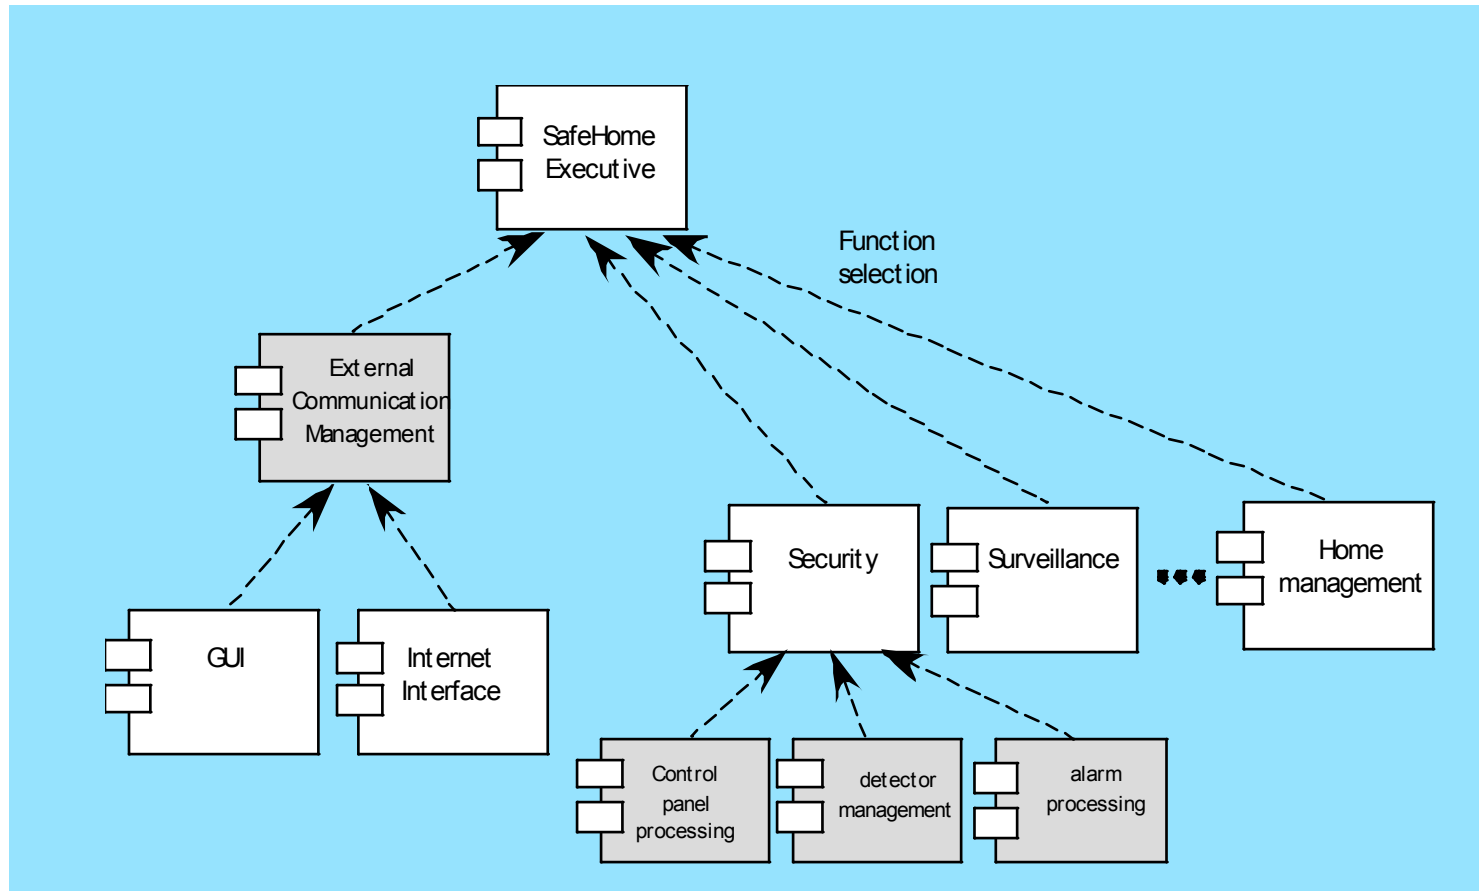 SafeHome
Executive
Function
selection
External
Communication
Management
GUI
Internet
Interface
Security
Surveillance
Home
management
Control
panel
processing
detector
management
alarm
processing